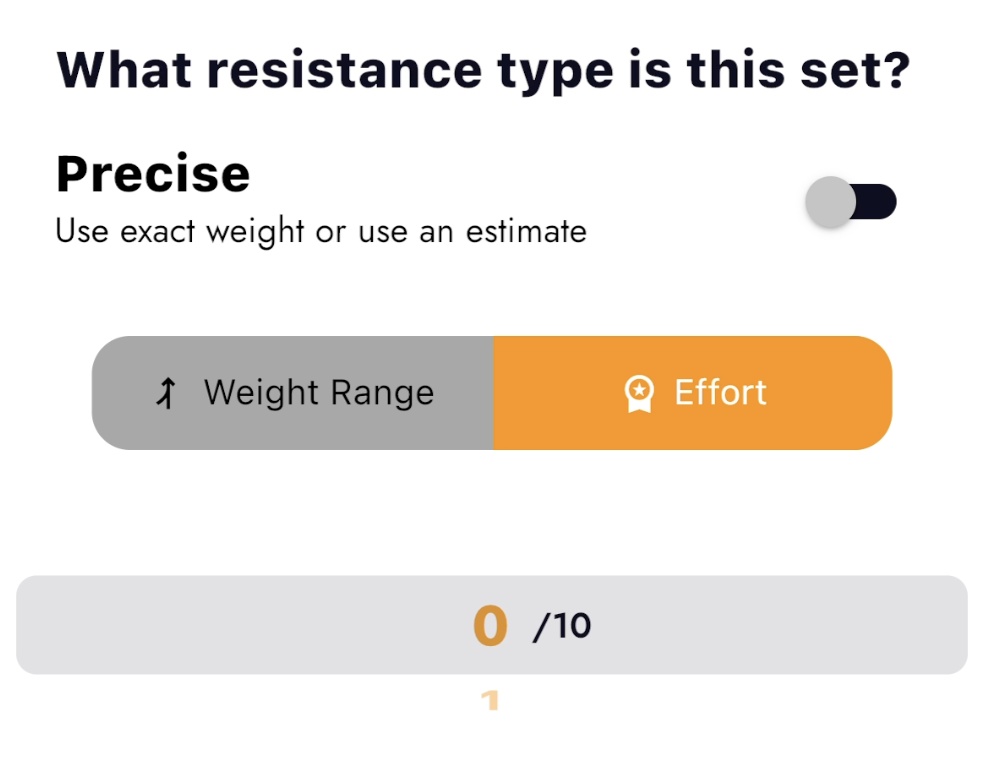 What resistance type is this set?
Precise
Use exact weight or use an estimate
Weight Range
Effort
0 /10
1